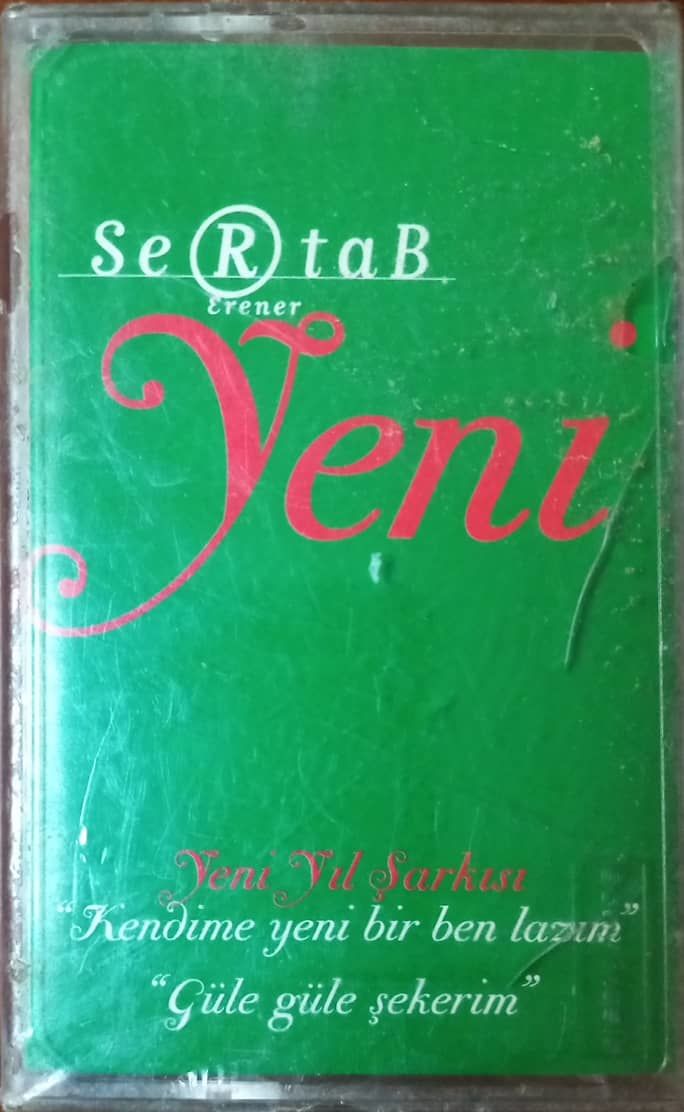 SeRtaB
Erener
Yeni
Yeni Yıl Şarkısı
“Kendime yeni bir ben lazım”
“Güle güle şekerim”